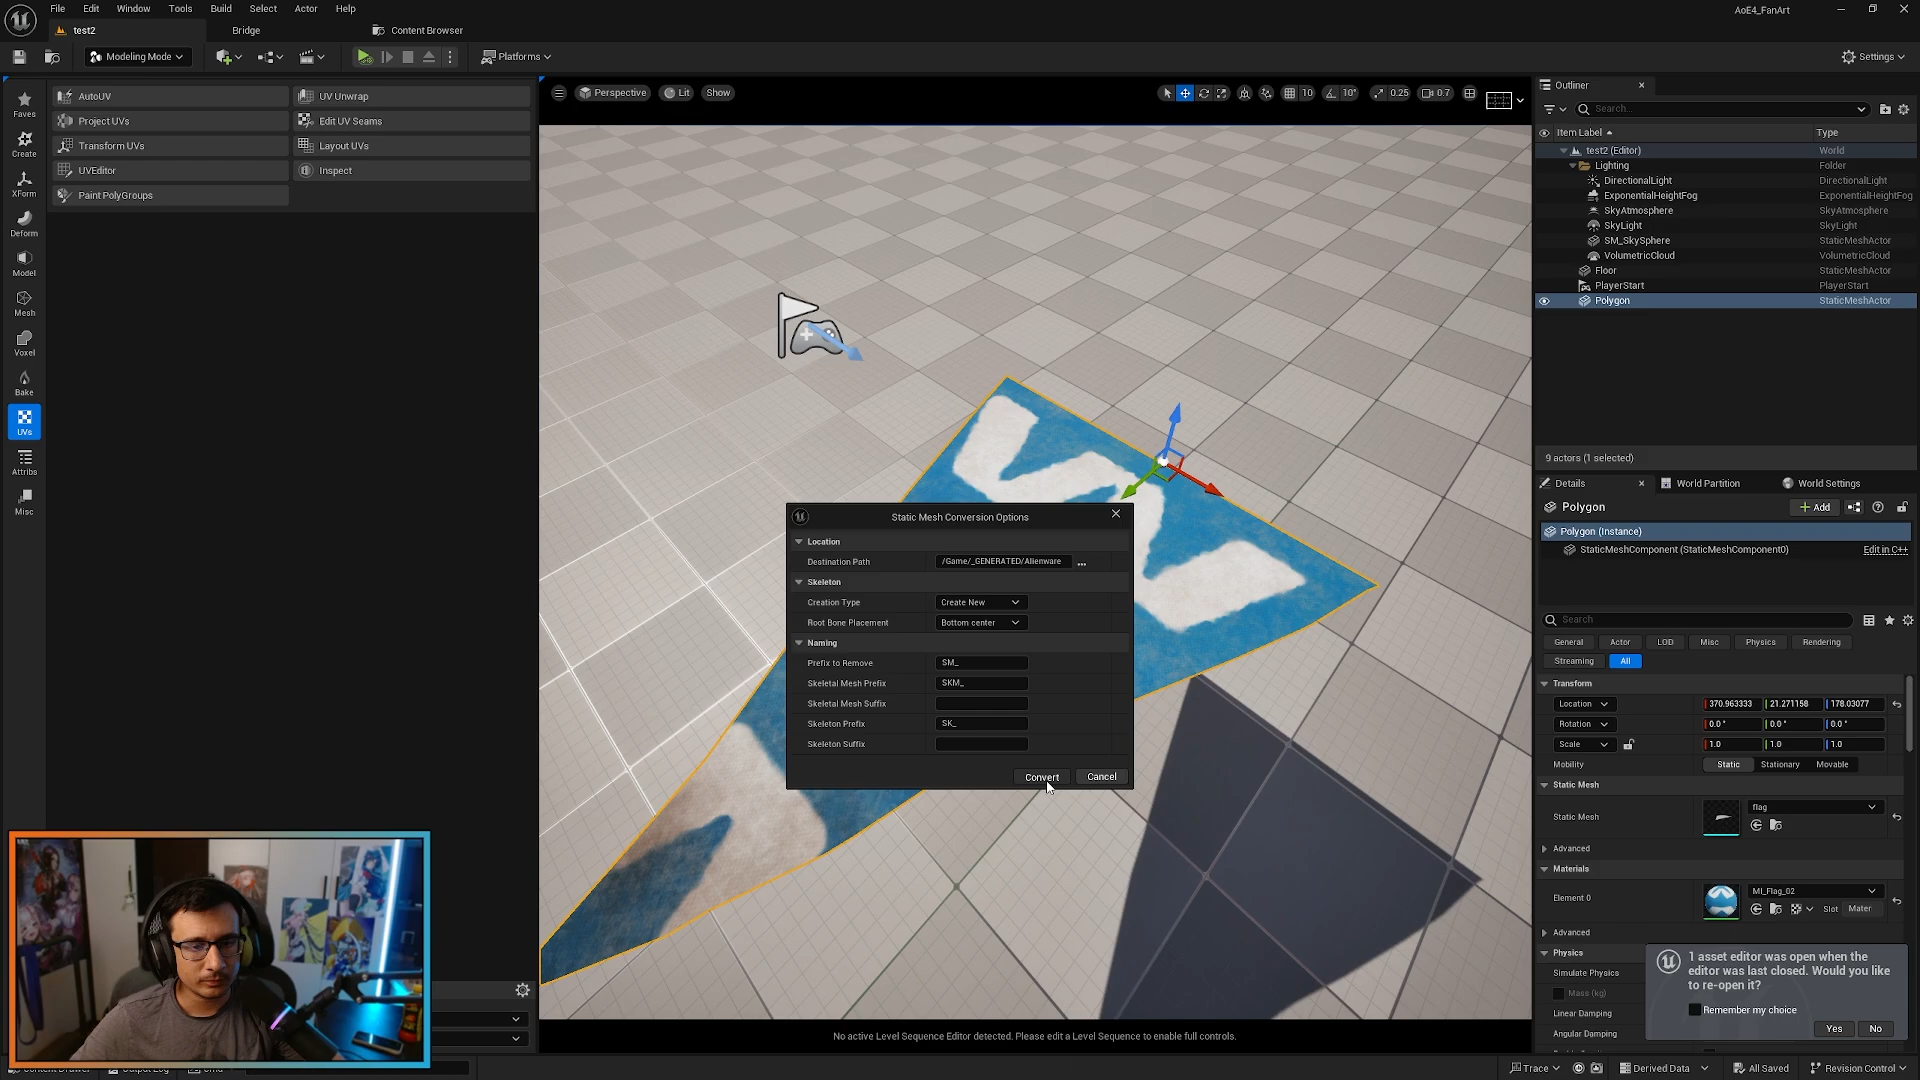 File Edit Window Tools Build Select Actor Help
AoE4_FanArt
test2
Bridge
Content Browser
Modeling Mode
Platforms
Settings
AutoUV
UV Unwrap
Project UVs
Edit UV Seams
Transform UVs
Layout UVs
UVEditor
Inspect
Paint PolyGroups
Faves
Create
XForm
Deform
Model
Mesh
Voxel
Bake
UVs
Attribs
Misc
Perspective
Lit
Show
10
10°
0.25
0.7
Static Mesh Conversion Options
Location
Destination Path
/Game/_GENERATED/Alienware
Skeleton
Creation Type
Create New
Root Bone Placement
Bottom center
Naming
Prefix to Remove
SM_
Skeletal Mesh Prefix
SKM_
Skeletal Mesh Suffix
Skeleton Prefix
SK_
Skeleton Suffix
Convert
Cancel
No active Level Sequence Editor detected. Please edit a Level Sequence to enable full controls.
Outliner
Search...
Item Label
Type
test2 (Editor)
World
Lighting
Folder
DirectionalLight
DirectionalLight
ExponentialHeightFog
ExponentialHeightFog
SkyAtmosphere
SkyAtmosphere
SkyLight
SkyLight
SM_SkySphere
StaticMeshActor
VolumetricCloud
VolumetricCloud
Floor
StaticMeshActor
PlayerStart
PlayerStart
Polygon
StaticMeshActor
9 actors (1 selected)
Details
World Partition
World Settings
Polygon
Add
Polygon (Instance)
StaticMeshComponent (StaticMeshComponent0)
Edit in C++
Search
General
Actor
LOD
Misc
Physics
Rendering
Streaming
All
Transform
Location
370.963333
21.271158
178.03077
Rotation
0.0°
0.0°
0.0°
Scale
1.0
1.0
1.0
Mobility
Static
Stationary
Movable
Static Mesh
Static Mesh
flag
Advanced
Materials
Element 0
MI_Flag_02
Slot
Mater
Advanced
Physics
Simulate Physics
Mass (kg)
Linear Damping
Angular Damping
1 asset editor was open when the
editor was last closed. Would you like
to re-open it?
Remember my choice
Yes
No
Trace
Derived Data
All Saved
Revision Control